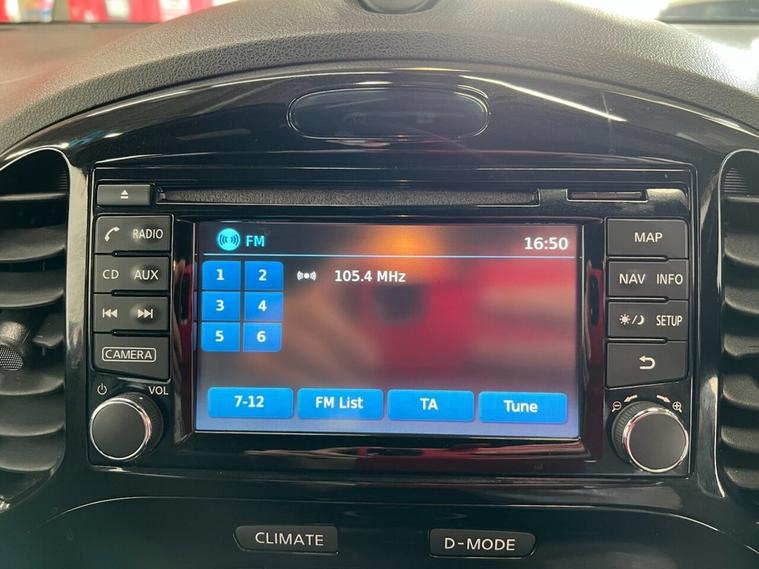 FM 16:50
RADIO
MAP
1 2 105.4 MHz
CD AUX
NAV INFO
3 4
SETUP
5 6
CAMERA
VOL
7-12 FM List TA Tune
CLIMATE D-MODE